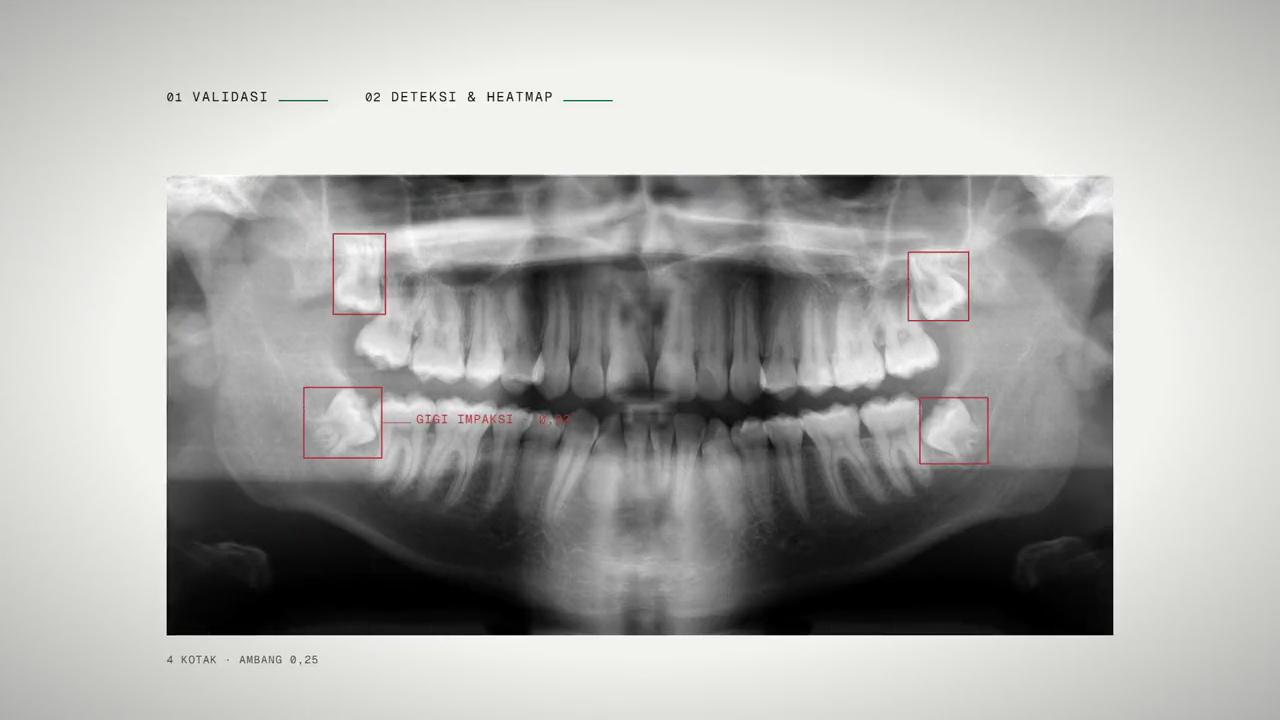 01 VALIDASI
02 DETEKSI & HEATMAP
GIGI IMPAKSI
4 KOTAK · AMBANG 0,25